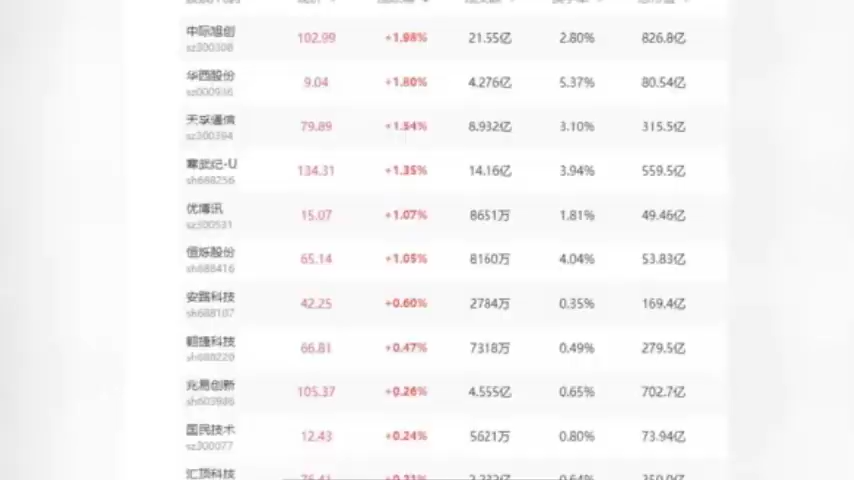 中际旭创 102.99 +1.98% 21.55亿 2.80% 826.8亿
sz300308
华西股份 9.04 +1.80% 4.276亿 5.37% 80.54亿
sz000936
天孚通信 79.89 +1.54% 8.932亿 3.10% 315.5亿
sz300394
寒武纪-U 134.31 +1.35% 14.16亿 3.94% 559.5亿
sh688256
优博讯 15.07 +1.07% 8651万 1.81% 49.46亿
sz300531
恒烁股份 65.14 +1.05% 8160万 4.04% 53.83亿
sh688416
安路科技 42.25 +0.60% 2784万 0.35% 169.4亿
sh688107
翱捷科技 66.81 +0.47% 7318万 0.49% 279.5亿
sh688220
兆易创新 105.37 +0.26% 4.555亿 0.65% 702.7亿
sh603986
国民技术 12.43 +0.24% 5621万 0.80% 73.94亿
sz300077
汇顶科技